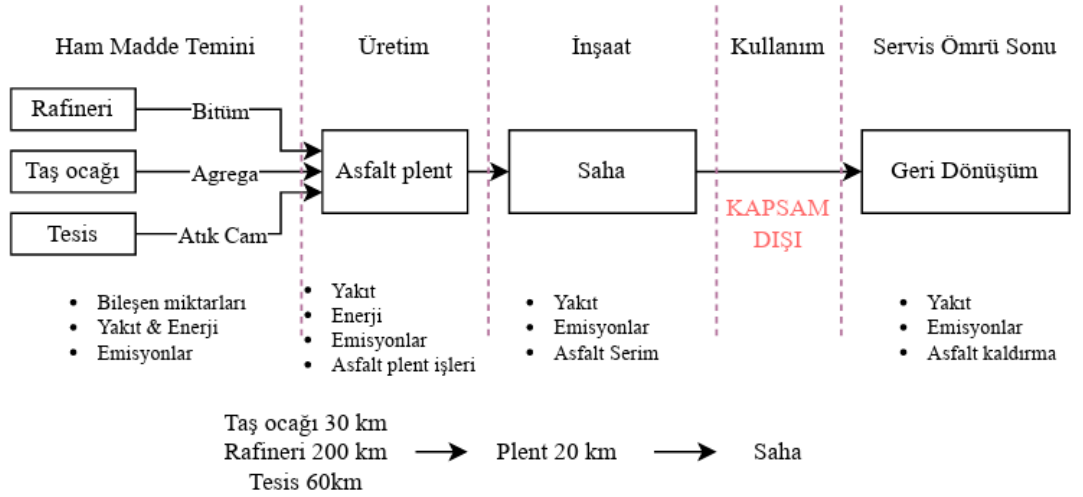 Ham Madde Temini
Üretim
İnşaat
Kullanım
Servis Ömrü Sonu
Rafineri
Bitüm
Taş ocağı
Agrega
Tesis
Atık Cam
Asfalt plent
Saha
KAPSAM
DIŞI
Geri Dönüşüm
• Bileşen miktarları
• Yakıt & Enerji
• Emisyonlar
• Yakıt
• Enerji
• Emisyonlar
• Asfalt plent işleri
• Yakıt
• Emisyonlar
• Asfalt Serim
• Yakıt
• Emisyonlar
• Asfalt kaldırma
Taş ocağı 30 km
Rafineri 200 km
Tesis 60km
Plent 20 km
Saha